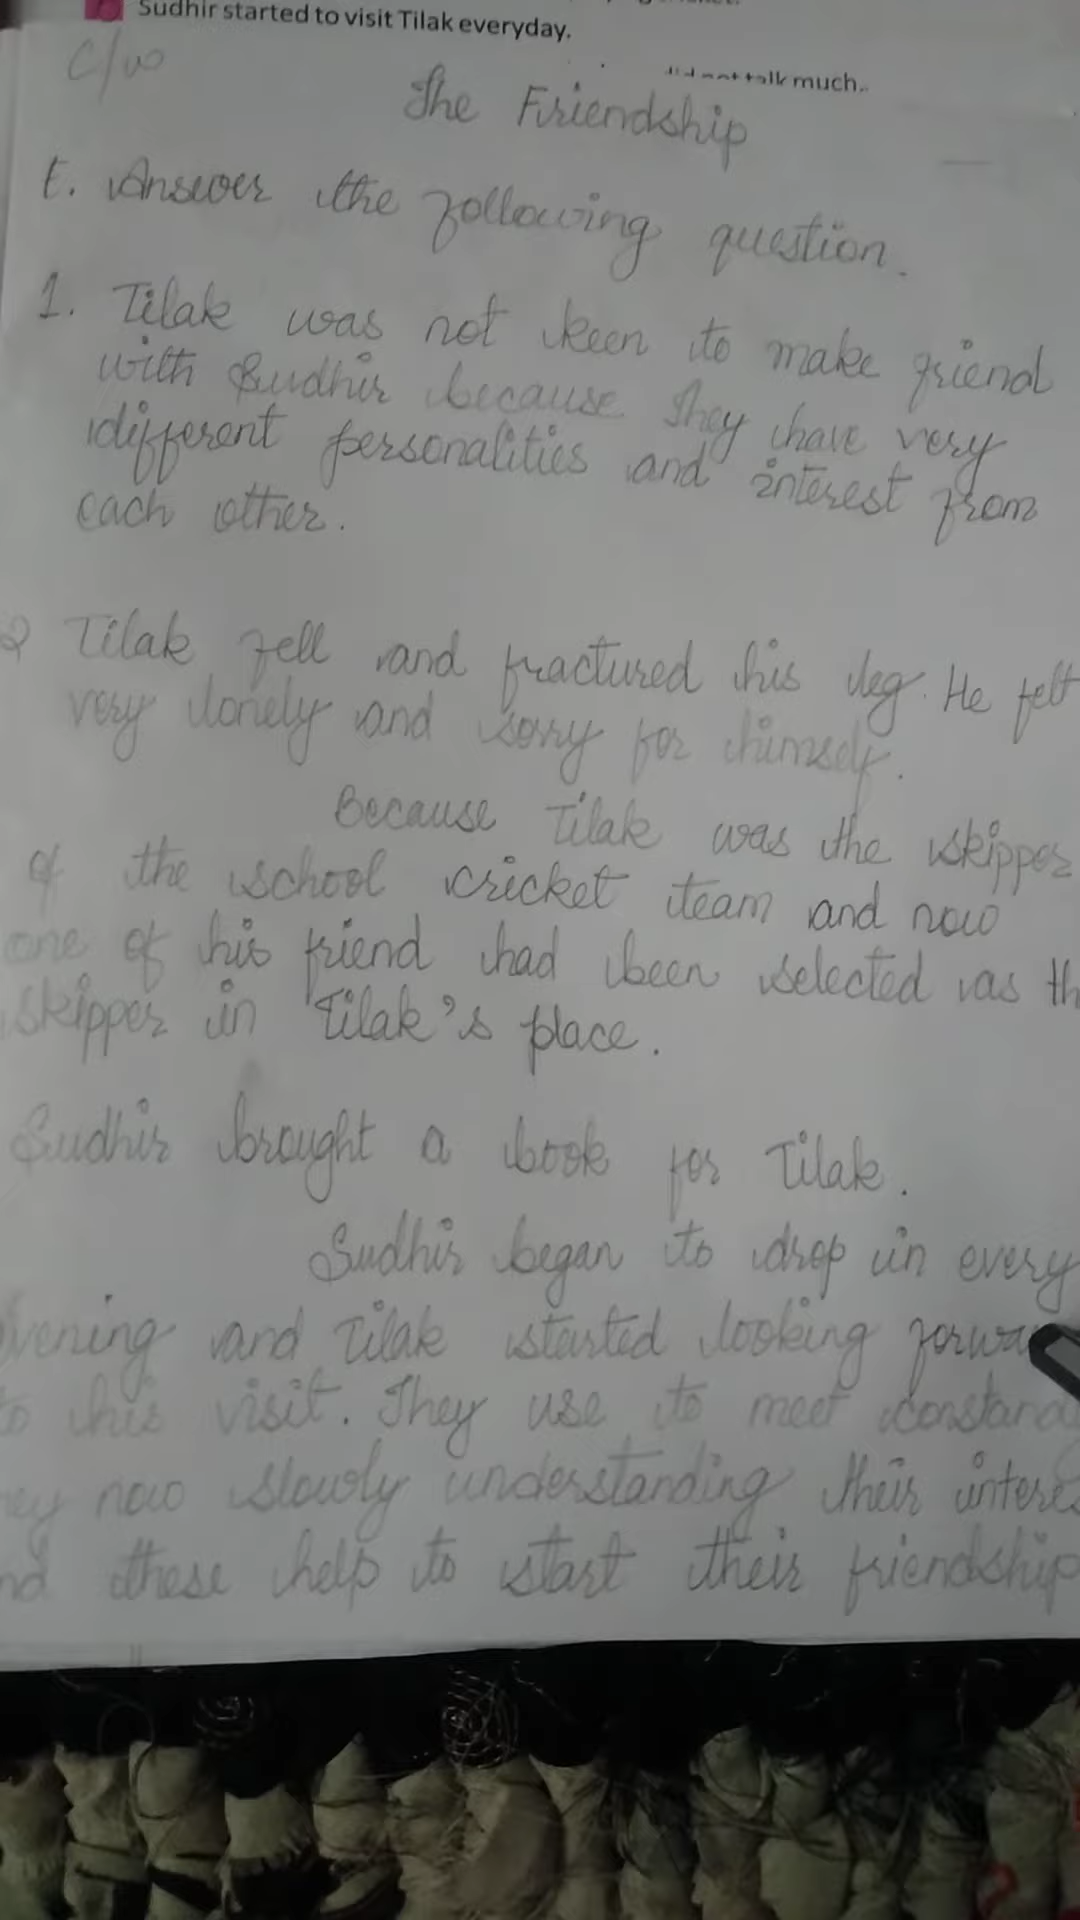 Sudhir started to visit Tilak everyday.
did not talk much..
C/W
The Friendship
E. Answer the following question.
1. Tilak was not keen to make friend
with Sudhir because they have very
different personalities and interest from
each other.
2 Tilak fell and fractured his leg. He felt
very lonely and sorry for himself.
Because Tilak was the skipper
of the school cricket team and now
one of his friend had been selected as th
skipper in Tilak's place.
Sudhir brought a book for Tilak.
Sudhir began to drop in every
vening and Tilak started looking forwa
to his visit. They use to meet constan
ey now slowly understanding their interes
nd these help to start their friendship